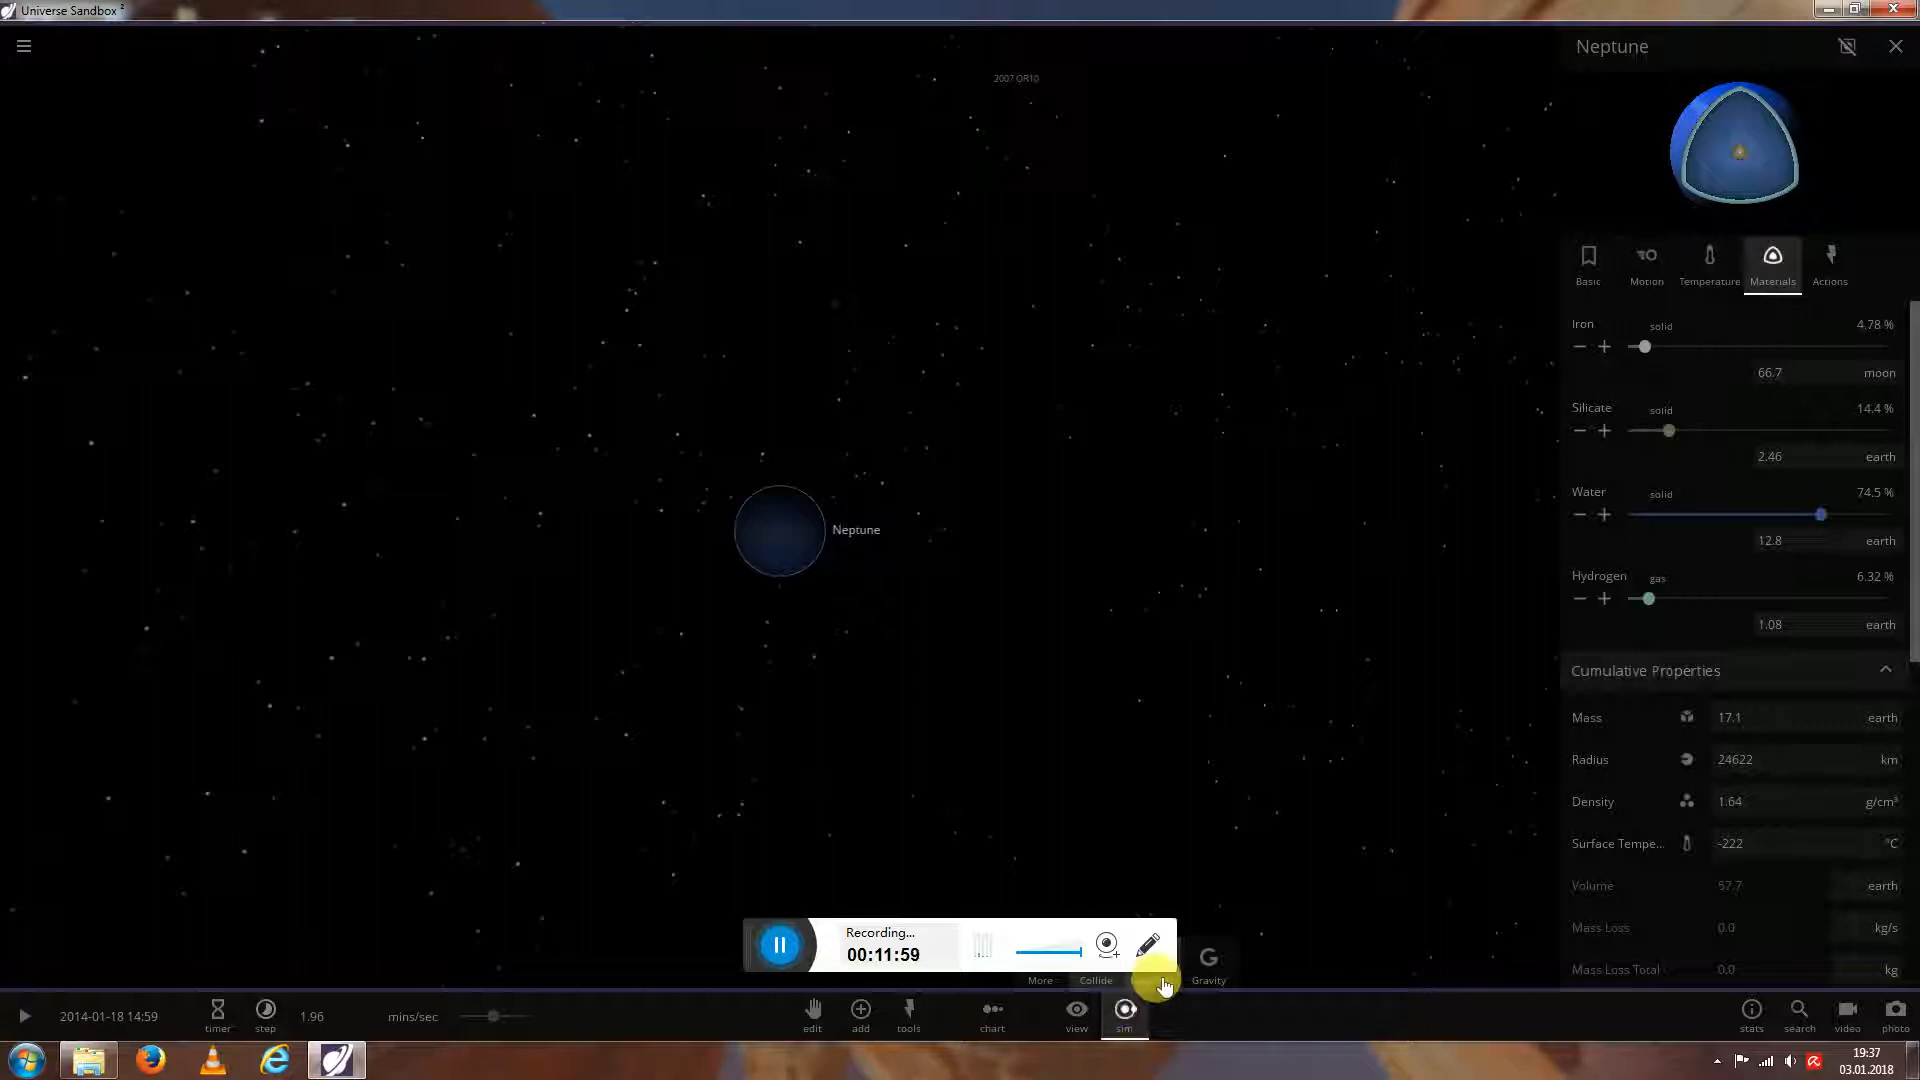 Universe Sandbox ²
Neptune
2007 OR10
Basic Motion Temperature Materials Actions
Iron solid 4.78 %
66.7 moon
Silicate solid 14.4 %
2.46 earth
Water solid 74.5 %
12.8 earth
Neptune
Hydrogen gas 6.32 %
1.08 earth
Cumulative Properties
Mass 17.1 earth
Radius 24622 km
Density 1.64 g/cm³
Surface Tempe... -222 °C
Volume 57.7 earth
Mass Loss 0.0 kg/s
Mass Loss Total 0.0 kg
Recording...
00:11:59
More Collide Gravity
2014-01-18 14:59 timer step 1.96 mins/sec edit add tools chart view sim stats search video photo
19:37
03.01.2018